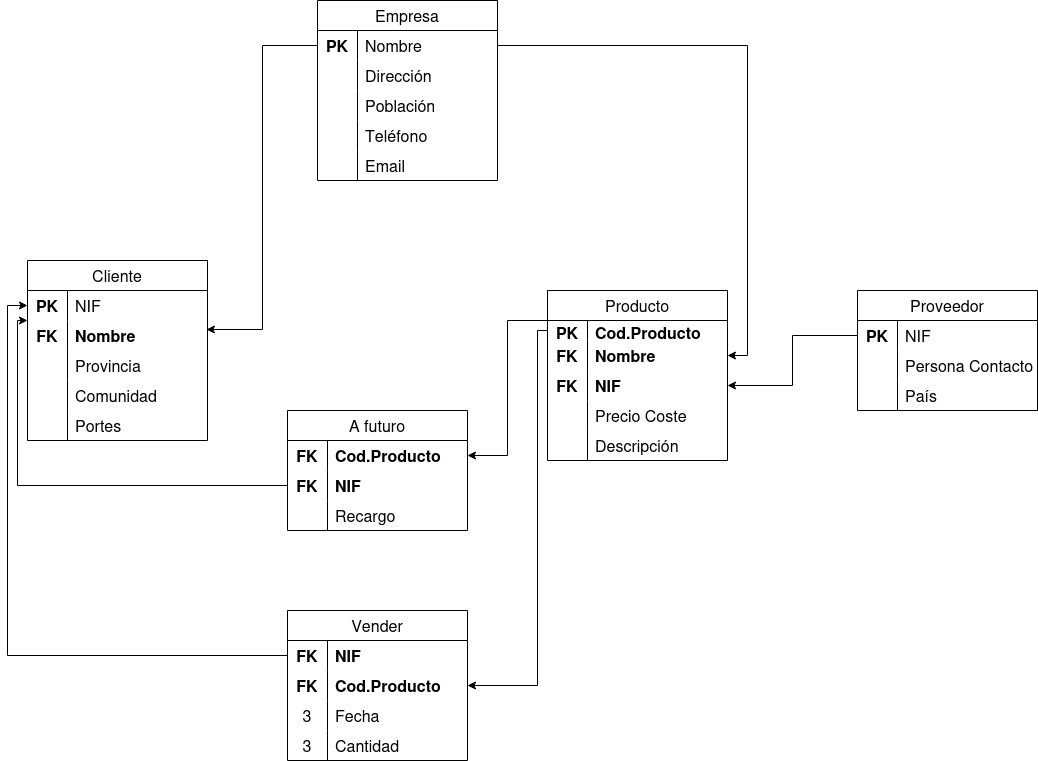 Empresa
PK Nombre
Dirección
Población
Teléfono
Email
Cliente
PK NIF
FK Nombre
Provincia
Comunidad
Portes
Producto
PK Cod.Producto
FK Nombre
FK NIF
Precio Coste
Descripción
Proveedor
PK NIF
Persona Contacto
País
A futuro
FK Cod.Producto
FK NIF
Recargo
Vender
FK NIF
FK Cod.Producto
3 Fecha
3 Cantidad